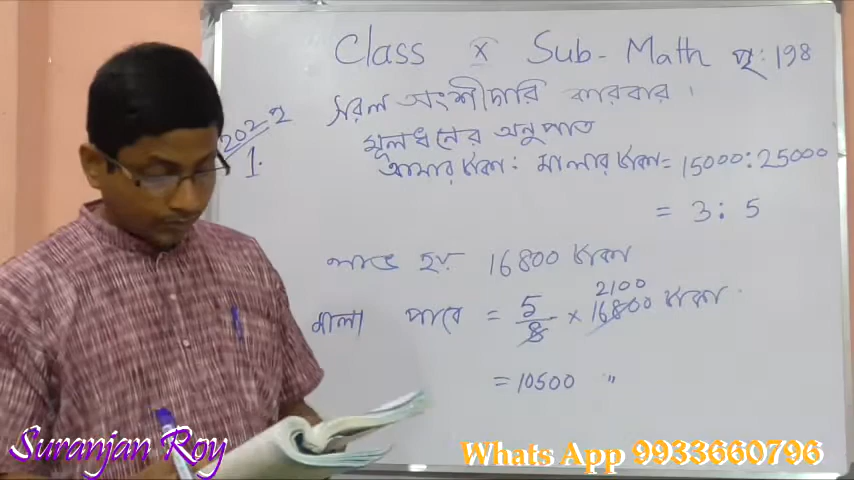 Class X Sub- Math পৃ: 198
সরল অংশীদারি কারবার ।
2022
1.
মূলধনের অনুপাত
আমার টাকা : মালার টাকা = 15000 : 25000
= 3 : 5
লাভ হয় 16800 টাকা
2100
মালা পাবে = 5/8 × 16800 টাকা
= 10500 "
Suranjan Roy
Whats App 9933660796